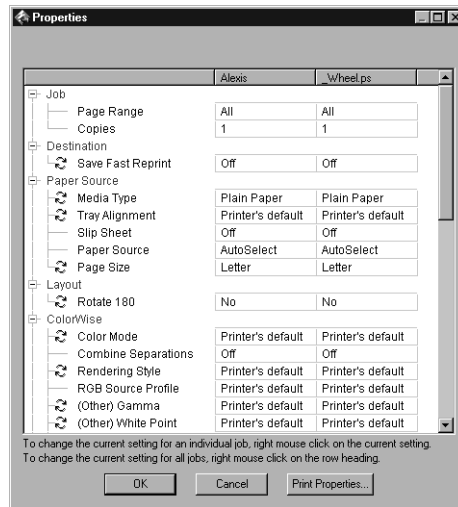 Properties
Alexis _Wheel.ps
Job
Page Range All All
Copies 1 1
Destination
Save Fast Reprint Off Off
Paper Source
Media Type Plain Paper Plain Paper
Tray Alignment Printer's default Printer's default
Slip Sheet Off Off
Paper Source AutoSelect AutoSelect
Page Size Letter Letter
Layout
Rotate 180 No No
ColorWise
Color Mode Printer's default Printer's default
Combine Separations Off Off
Rendering Style Printer's default Printer's default
RGB Source Profile Printer's default Printer's default
(Other) Gamma Printer's default Printer's default
(Other) White Point Printer's default Printer's default
To change the current setting for an individual job, right mouse click on the current setting.
To change the current setting for all jobs, right mouse click on the row heading.
OK Cancel Print Properties...